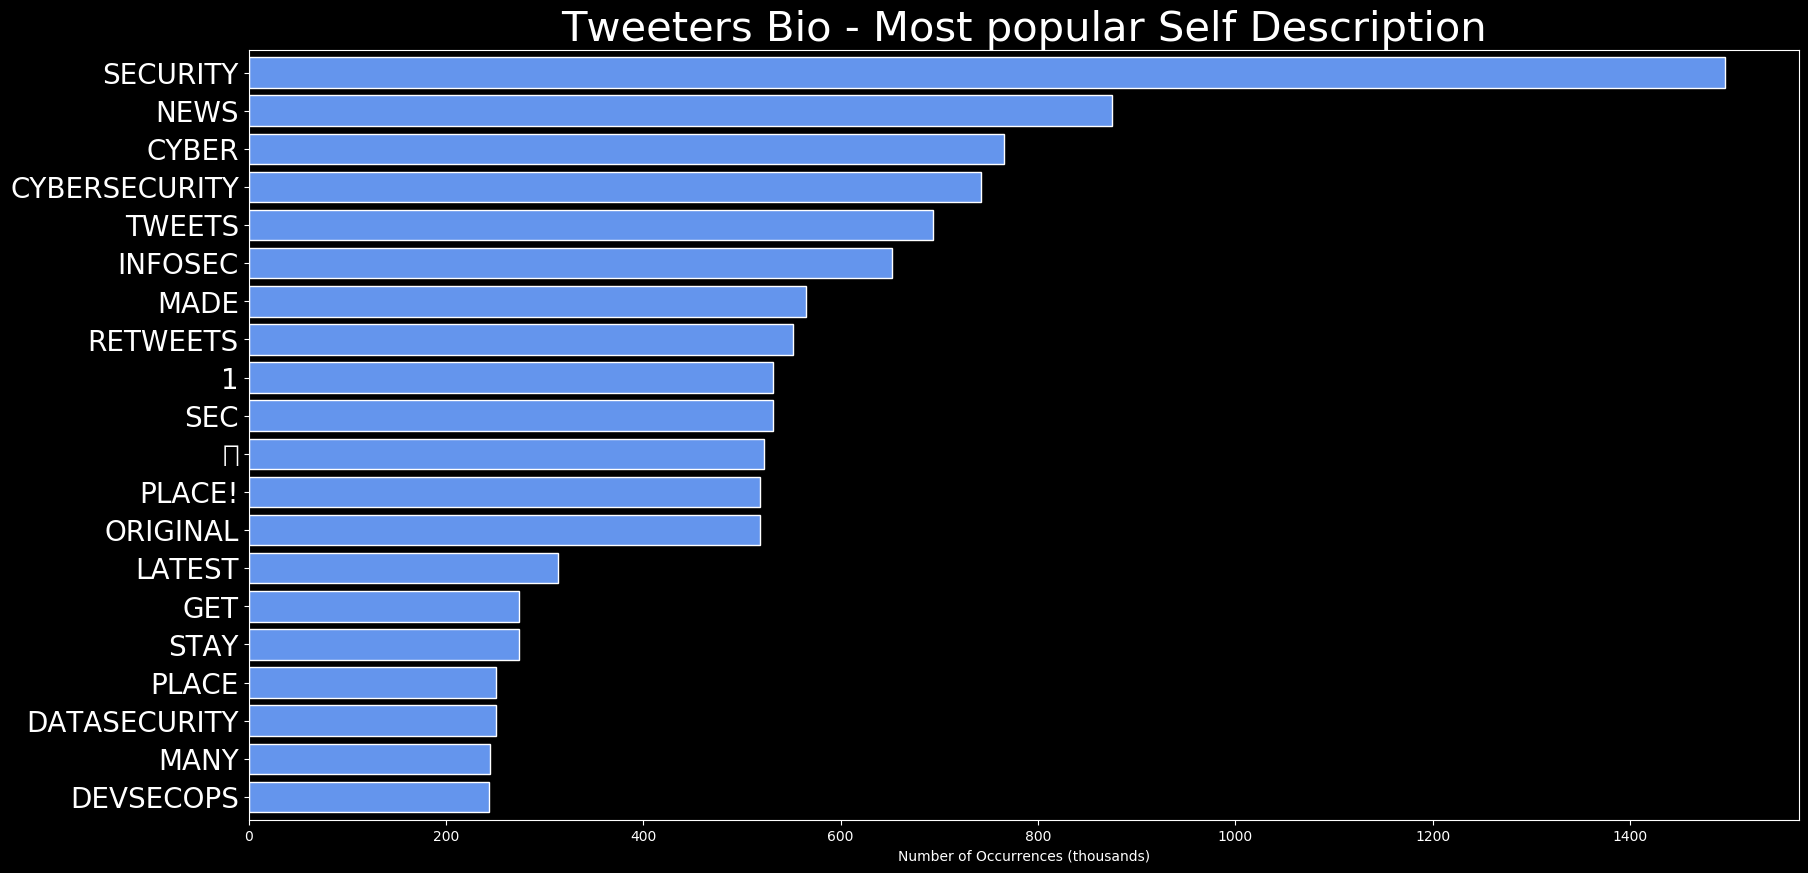 Tweeters Bio - Most popular Self Description
SECURITY
NEWS
CYBER
CYBERSECURITY
TWEETS
INFOSEC
MADE
RETWEETS
1
SEC
PLACE!
ORIGINAL
LATEST
GET
STAY
PLACE
DATASECURITY
MANY
DEVSECOPS
0 200 400 600 800 1000 1200 1400
Number of Occurrences (thousands)